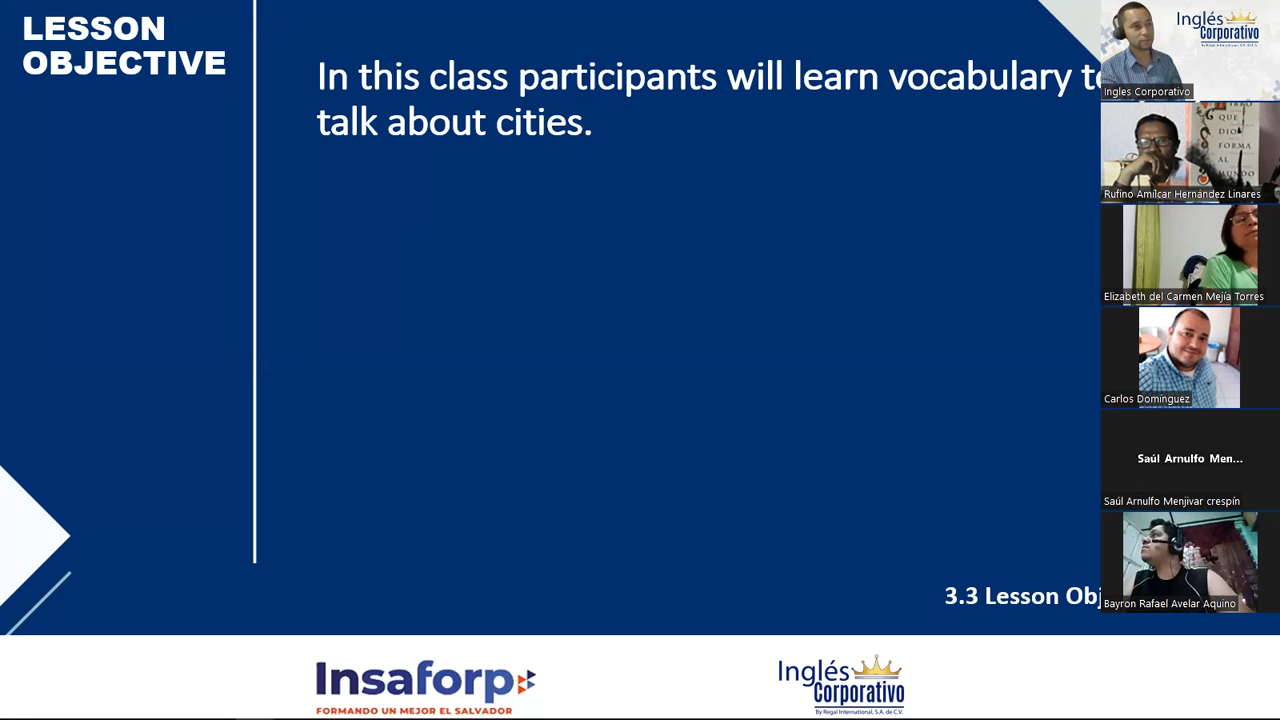 LESSON
OBJECTIVE
In this class participants will learn vocabulary
talk about cities.
3.3 Lesson
Insaforp
FORMANDO UN MEJOR EL SALVADOR
Inglés
Corporativo
By Regal International, S.A. de C.V.
Inglés
Corporativo
Ingles Corporativo
QUE
DIO
FORMA
AL
MUNDO
Rufino Amílcar Hernández Linares
Elizabeth del Carmen Mejía Torres
Carlos Domínguez
Saúl Arnulfo Men...
Saúl Arnulfo Menjivar crespín
Bayron Rafael Avelar Aquino